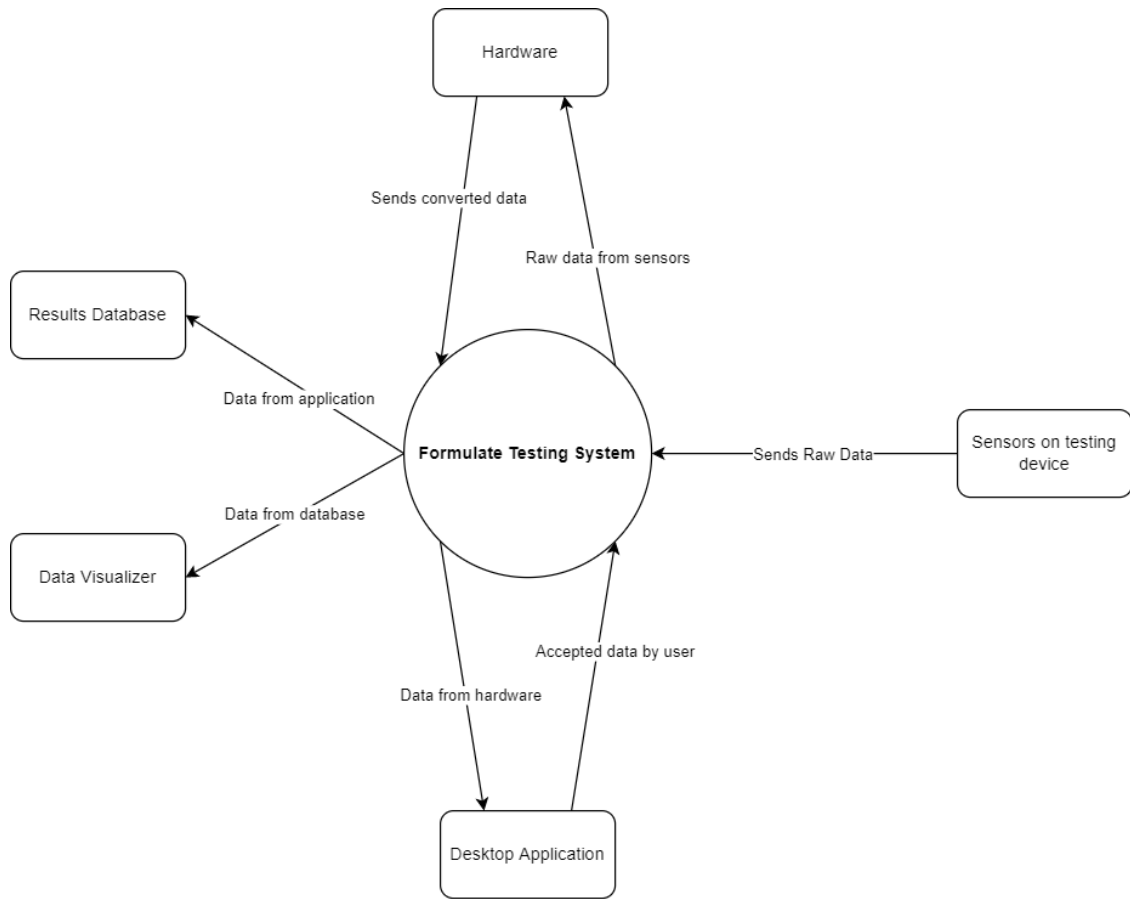 Hardware
Sends converted data
Raw data from sensors
Results Database
Data from application
Formulate Testing System
Sends Raw Data
Sensors on testing
device
Data from database
Data Visualizer
Accepted data by user
Data from hardware
Desktop Application